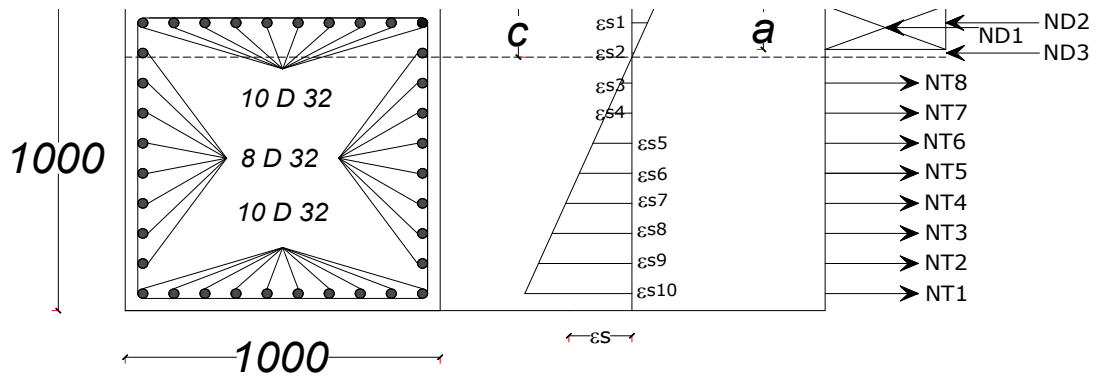 10 D 32
8 D 32
10 D 32
1000
1000
c
a
εs1
εs2
εs3
εs4
εs5
εs6
εs7
εs8
εs9
εs10
εs
ND2
ND1
ND3
NT8
NT7
NT6
NT5
NT4
NT3
NT2
NT1